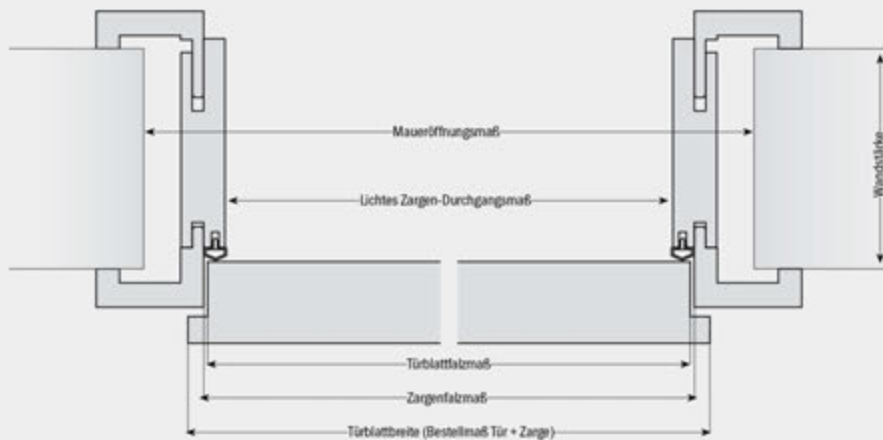 Maueröffnungsmaß
Wandstärke
Lichtes Zargen-Durchgangsmaß
Türblattfalzmaß
Zargenfalzmaß
Türblattbreite (Bestellmaß Tür + Zarge)